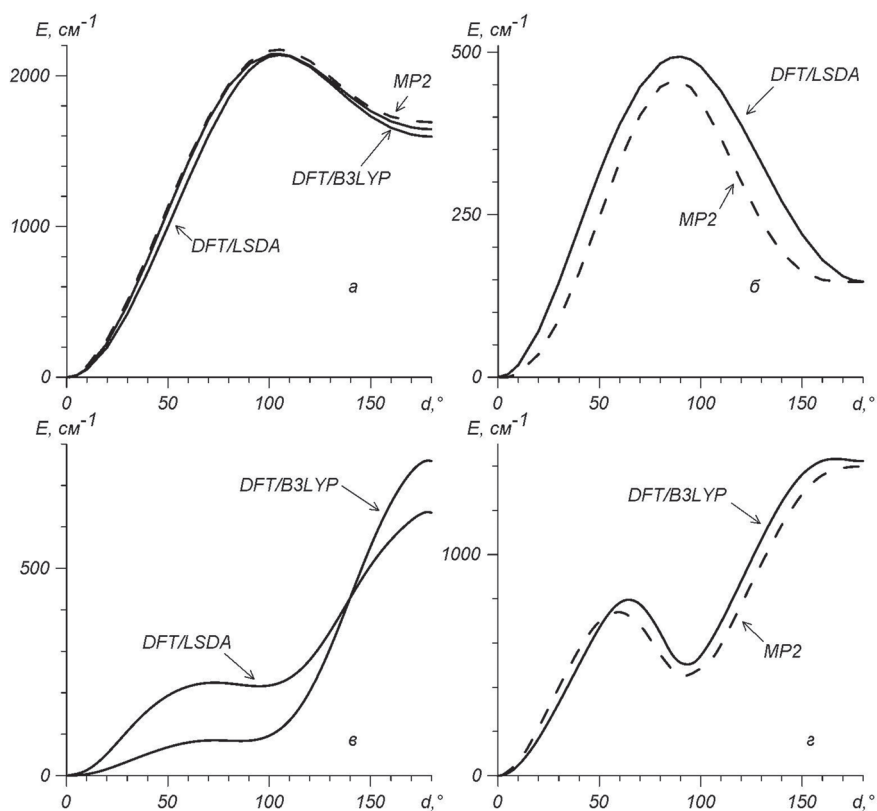 E, см-1
2000
1000
0
0
50
100
150
d,°
MP2
DFT/B3LYP
DFT/LSDA
а
E, см-1
500
250
0
0
50
100
150
d,°
DFT/LSDA
MP2
б
E, см-1
500
0
0
50
100
150
d,°
DFT/B3LYP
DFT/LSDA
в
E, см-1
1000
0
0
50
100
150
d,°
DFT/B3LYP
MP2
г